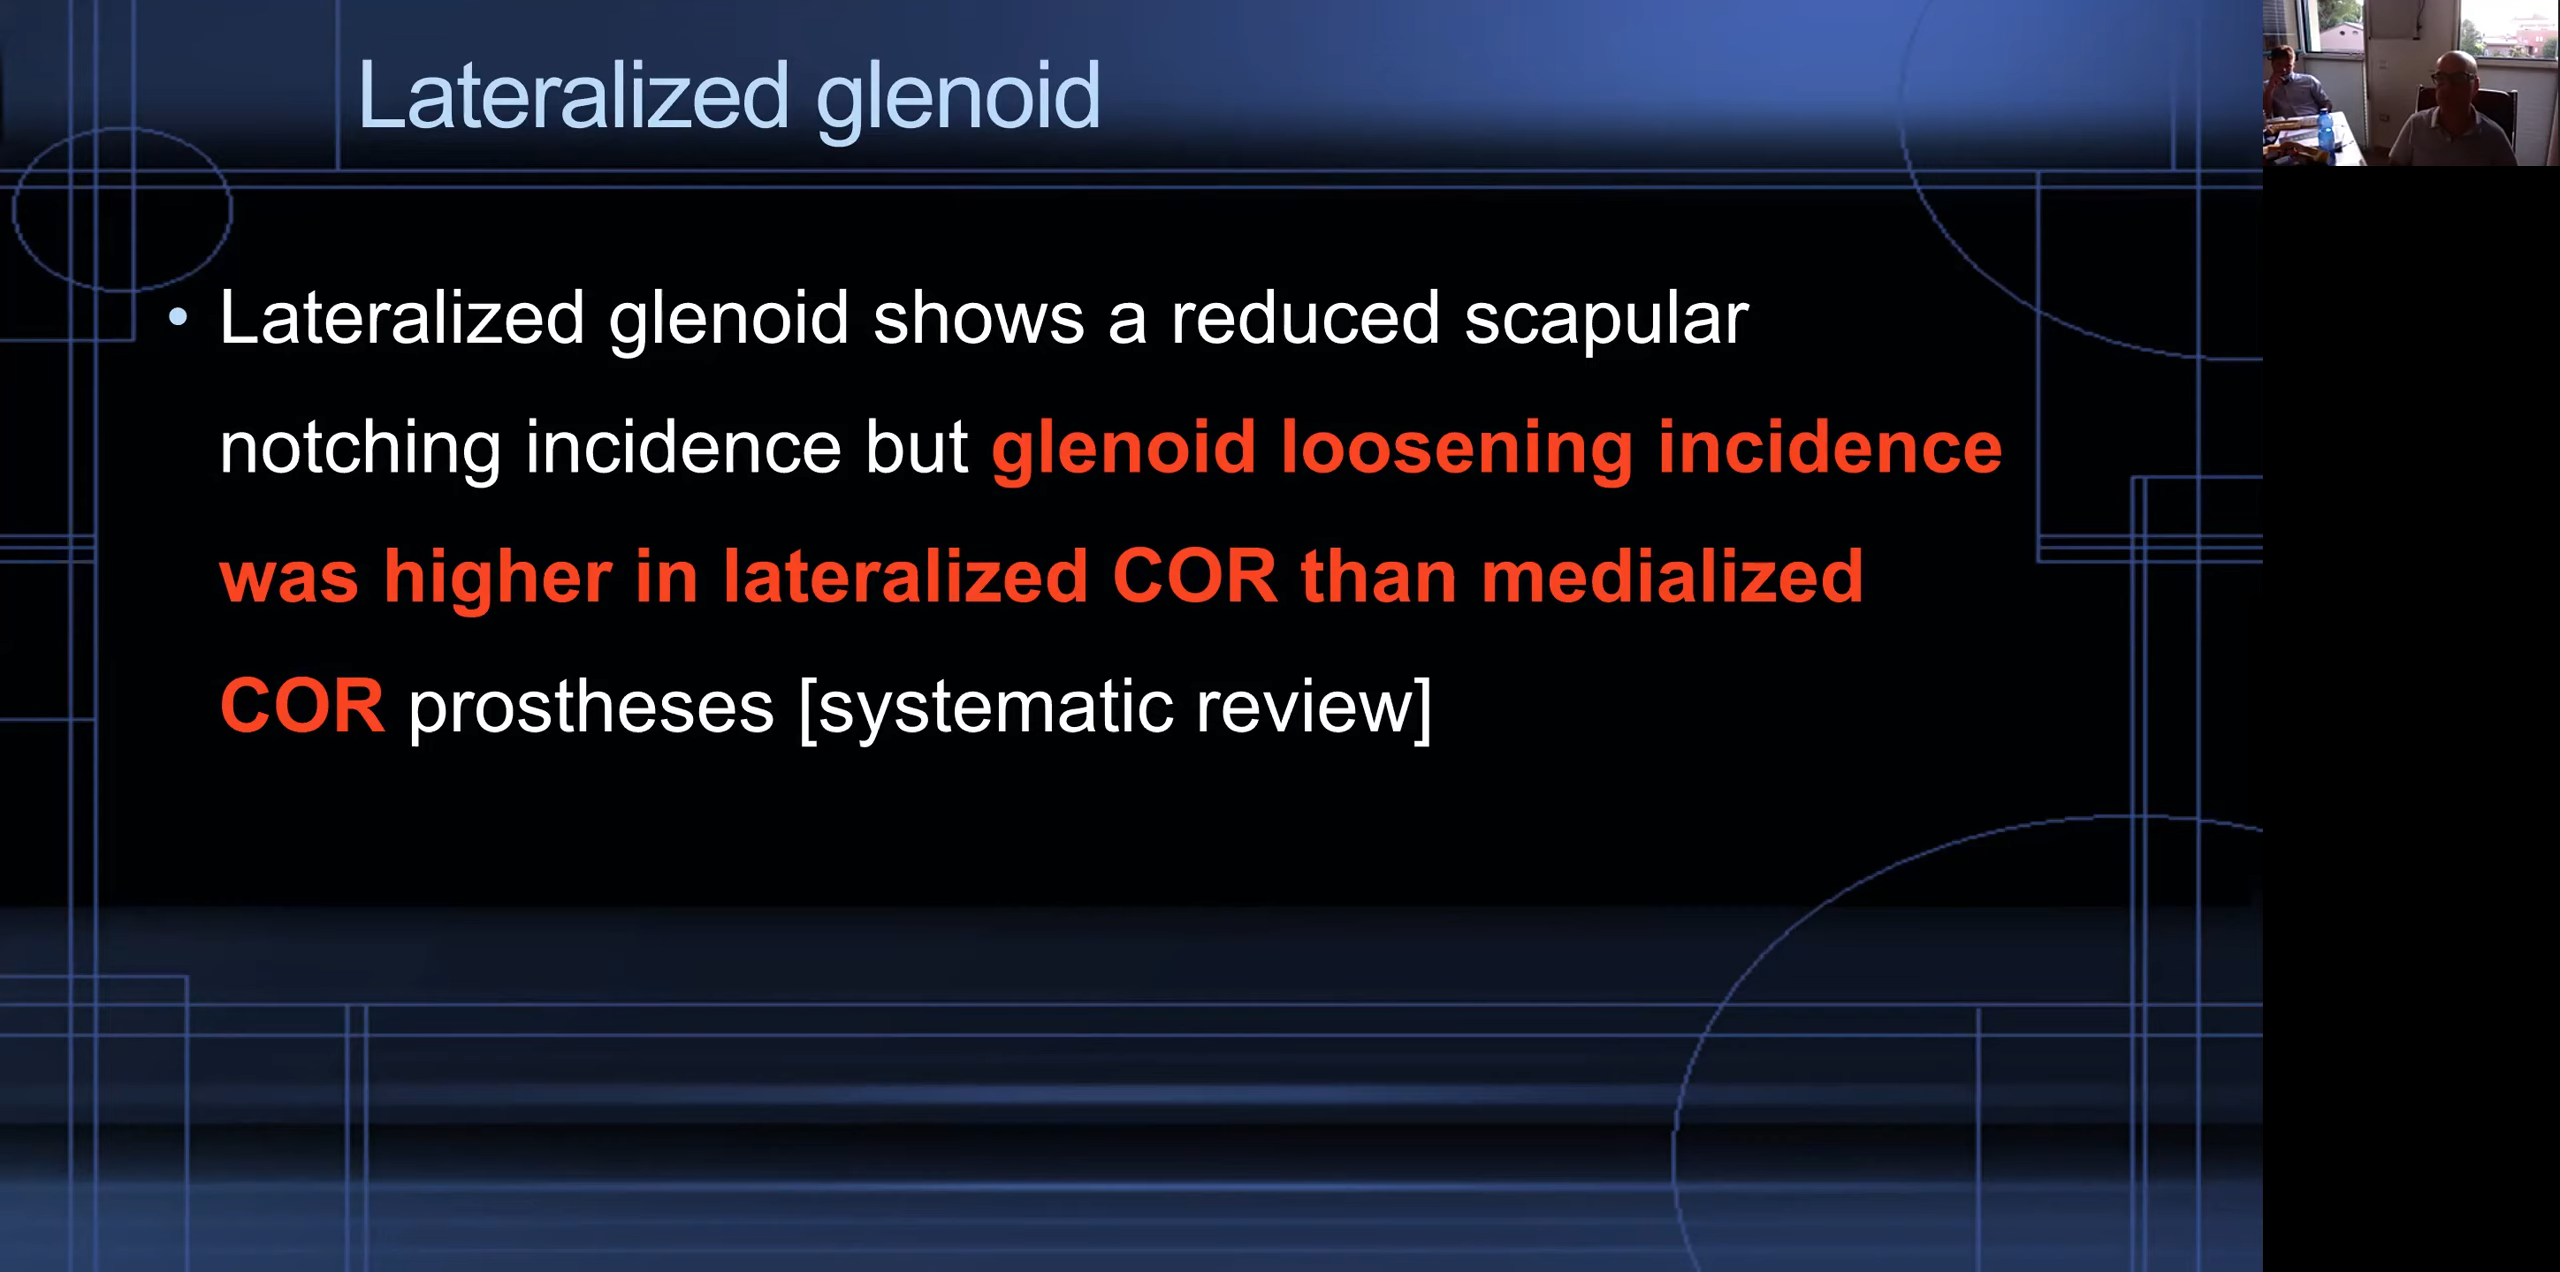 Lateralized glenoid
• Lateralized glenoid shows a reduced scapular
notching incidence but glenoid loosening incidence
was higher in lateralized COR than medialized
COR prostheses [systematic review]